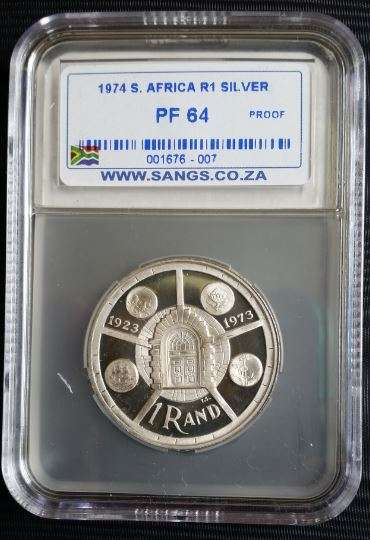 1974 S. AFRICA R1 SILVER
PF 64 PROOF
001676 - 007
WWW.SANGS.CO.ZA
1923 1973
1 RAND